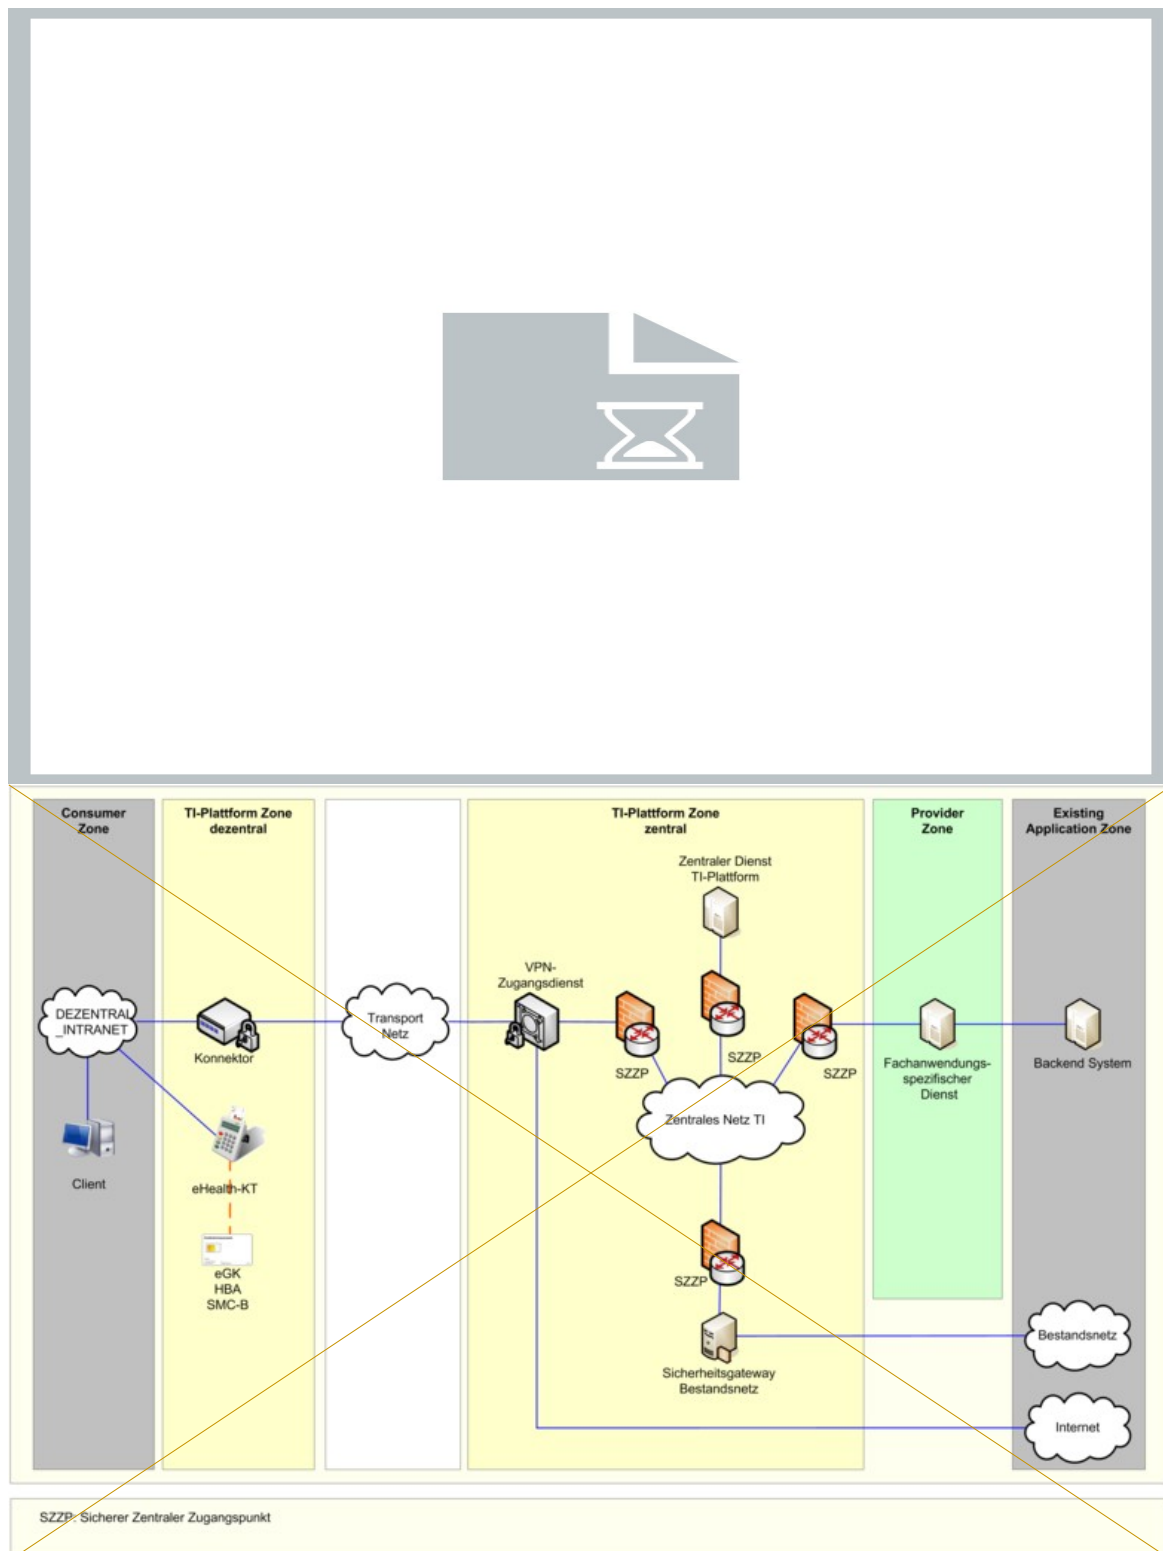 Consumer
Zone
TI-Plattform Zone
dezentral
TI-Plattform Zone
zentral
Provider
Zone
Existing
Application Zone
Zentraler Dienst
TI-Plattform
VPN-
Zugangsdienst
DEZENTRAL
_INTRANET
Konnektor
Transport
Netz
SZZP
SZZP
SZZP
Fachanwendungs-
spezifischer
Dienst
Backend System
Zentrales Netz TI
Client
eHealth-KT
eGK
HBA
SMC-B
SZZP
Sicherheitsgateway
Bestandsnetz
Bestandsnetz
Internet
SZZP: Sicherer Zentraler Zugangspunkt